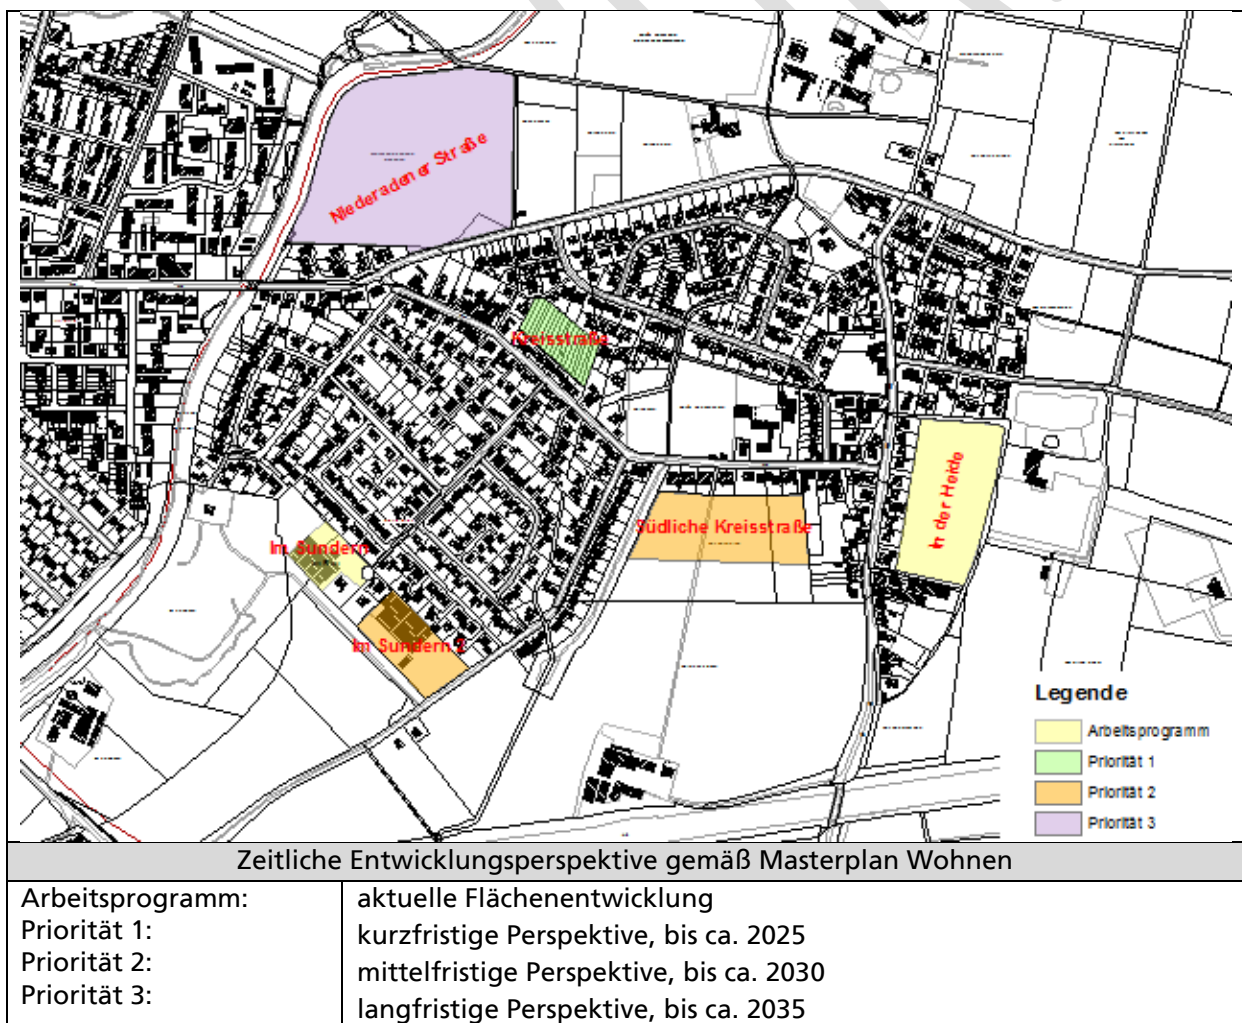 Niederadener Straße
Kreisstraße
In der Heide
Südliche Kreisstraße
Im Sundern
Im Sundern 2
Legende
Arbeitsprogramm
Priorität 1
Priorität 2
Priorität 3
Zeitliche Entwicklungsperspektive gemäß Masterplan Wohnen
Arbeitsprogramm: aktuelle Flächenentwicklung
Priorität 1: kurzfristige Perspektive, bis ca. 2025
Priorität 2: mittelfristige Perspektive, bis ca. 2030
Priorität 3: langfristige Perspektive, bis ca. 2035